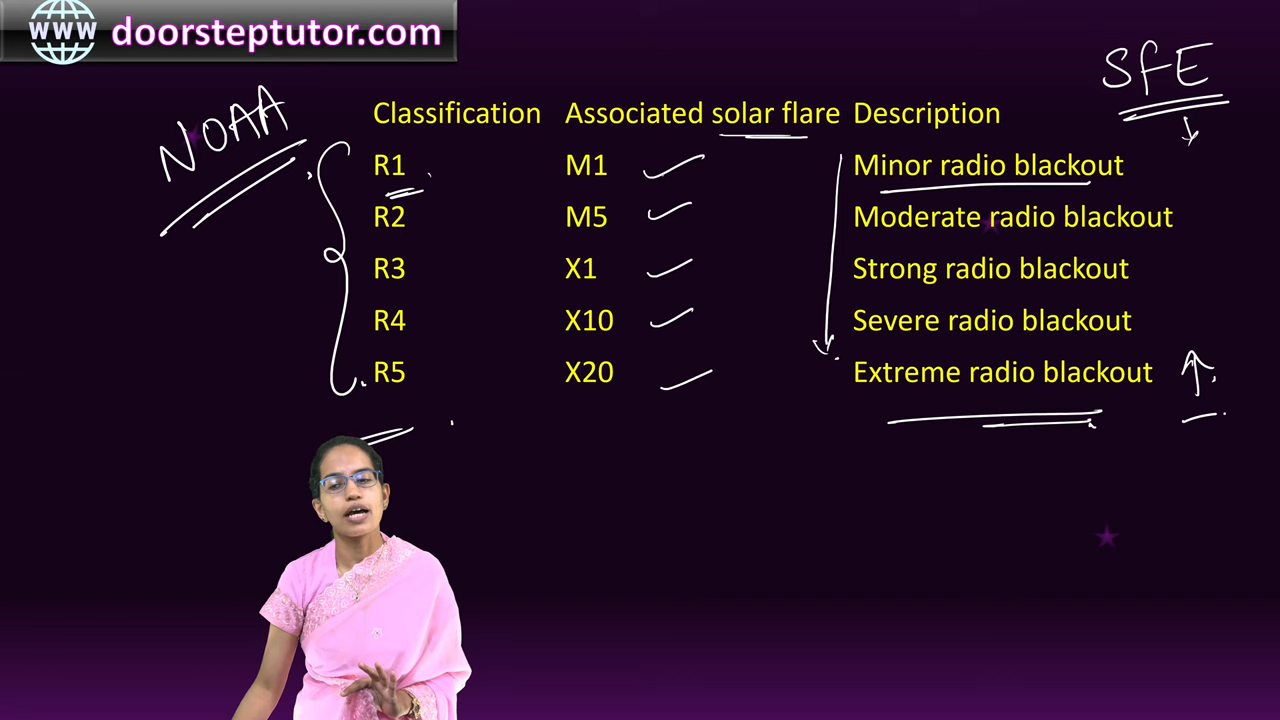 WWW doorsteptutor.com
SFE
NOAA
Classification Associated solar flare Description
R1 M1 Minor radio blackout
R2 M5 Moderate radio blackout
R3 X1 Strong radio blackout
R4 X10 Severe radio blackout
R5 X20 Extreme radio blackout